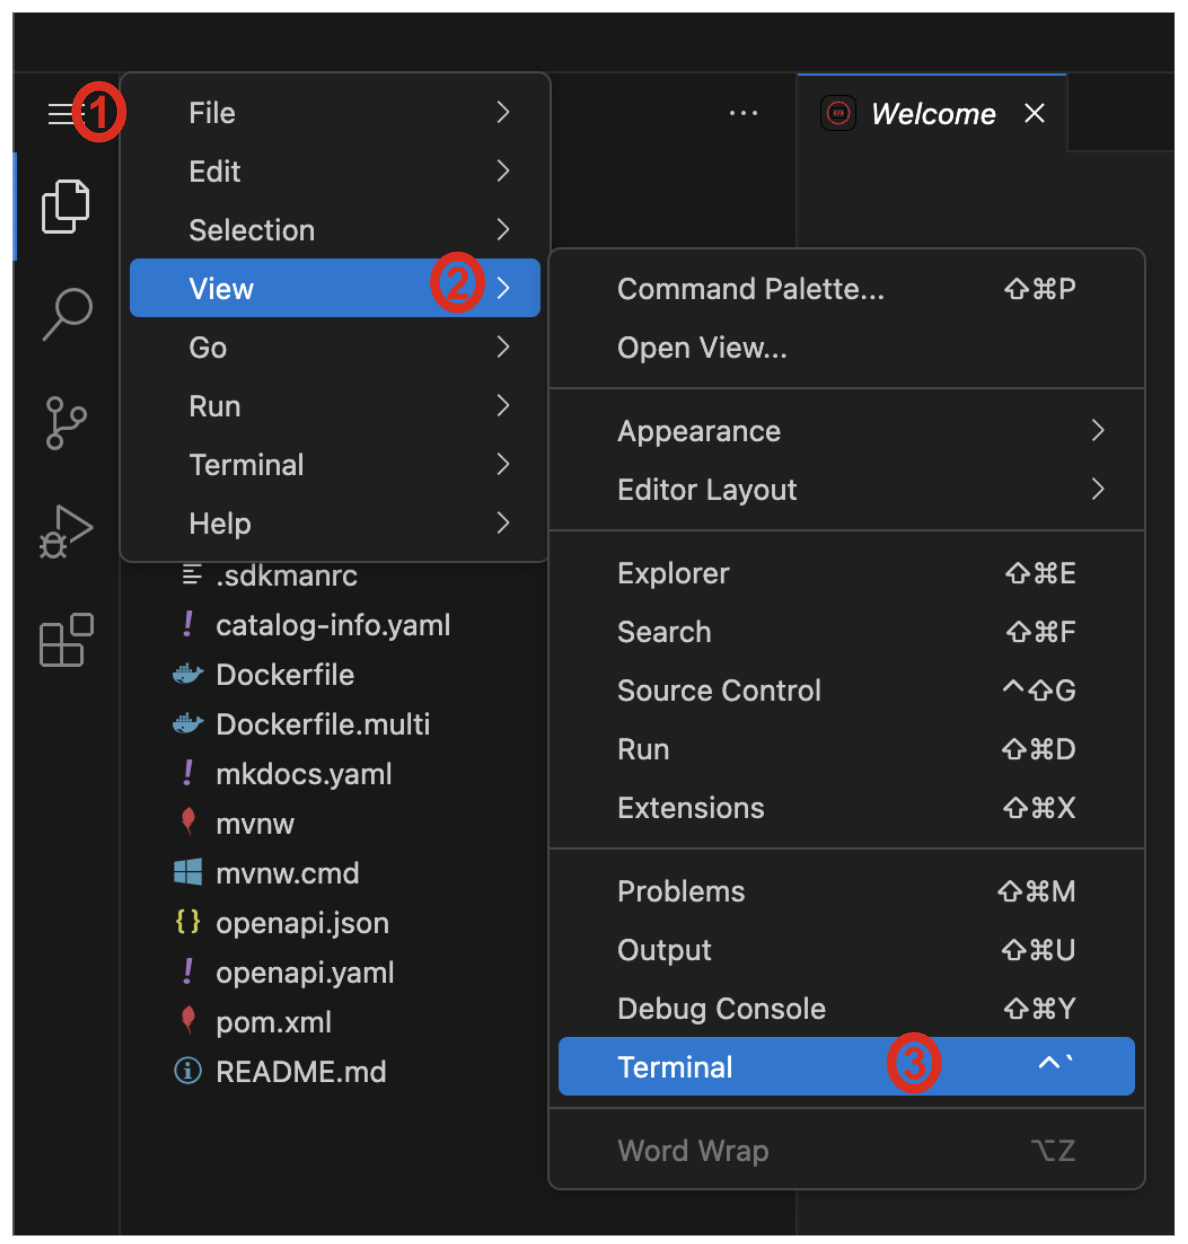 1
File
Edit
Selection
View 2
Go
Run
Terminal
Help
... Welcome
Command Palette... ⇧⌘P
Open View...
Appearance
Editor Layout
Explorer ⇧⌘E
Search ⇧⌘F
Source Control ^⇧G
Run ⇧⌘D
Extensions ⇧⌘X
Problems ⇧⌘M
Output ⇧⌘U
Debug Console ⇧⌘Y
Terminal 3 ^`
Word Wrap ⌥Z
.sdkmanrc
! catalog-info.yaml
Dockerfile
Dockerfile.multi
! mkdocs.yaml
mvnw
mvnw.cmd
{} openapi.json
! openapi.yaml
pom.xml
README.md